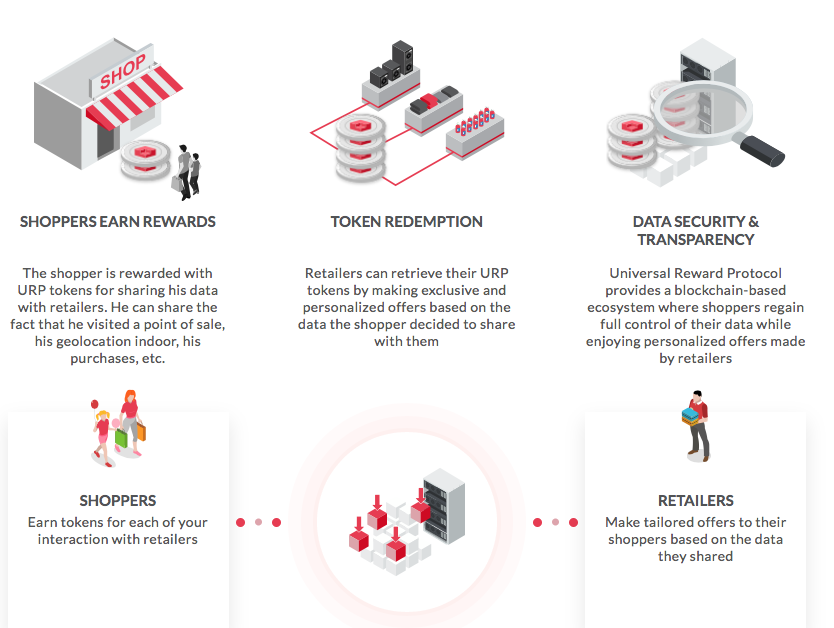 SHOP
SHOPPERS EARN REWARDS
The shopper is rewarded with
URP tokens for sharing his data
with retailers. He can share the
fact that he visited a point of sale,
his geolocation indoor, his
purchases, etc.
TOKEN REDEMPTION
Retailers can retrieve their URP
tokens by making exclusive and
personalized offers based on the
data the shopper decided to share
with them
DATA SECURITY &
TRANSPARENCY
Universal Reward Protocol
provides a blockchain-based
ecosystem where shoppers regain
full control of their data while
enjoying personalized offers made
by retailers
SHOPPERS
Earn tokens for each of your
interaction with retailers
RETAILERS
Make tailored offers to their
shoppers based on the data
they shared